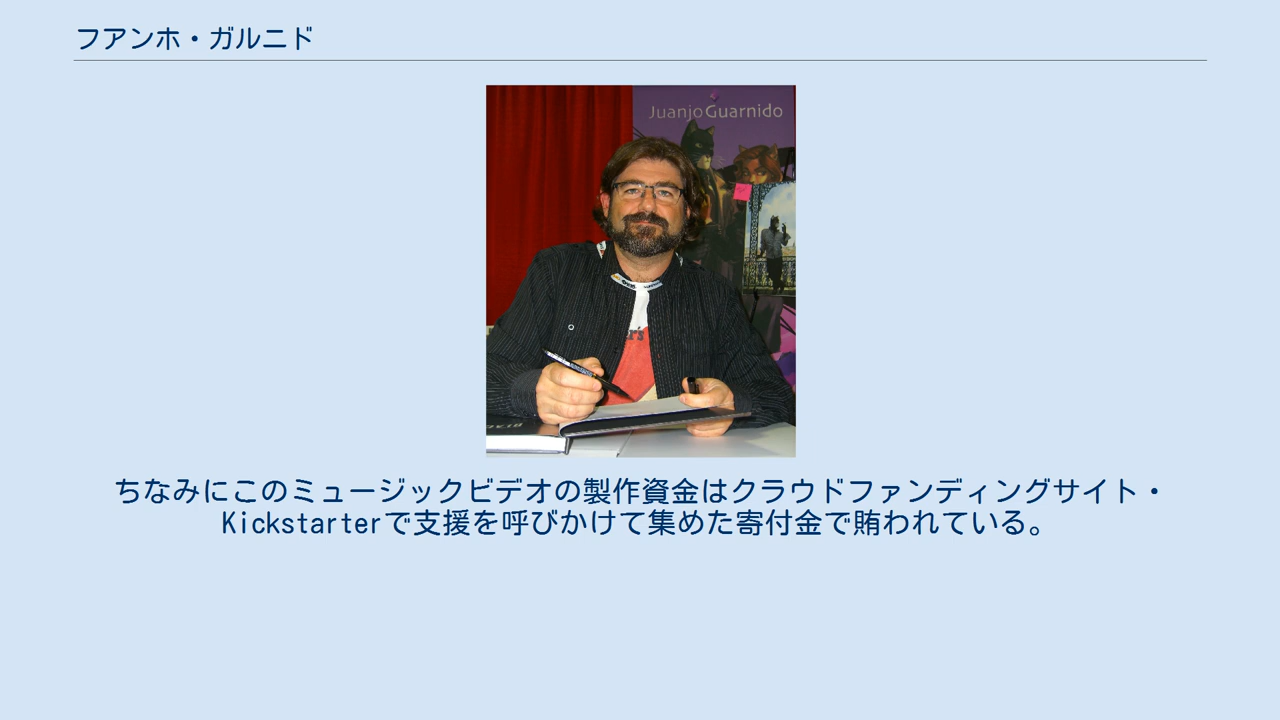 フアンホ・ガルニド
JuanjoGuarnido
ちなみにこのミュージックビデオの製作資金はクラウドファンディングサイト・
Kickstarterで支援を呼びかけて集めた寄付金で賄われている。